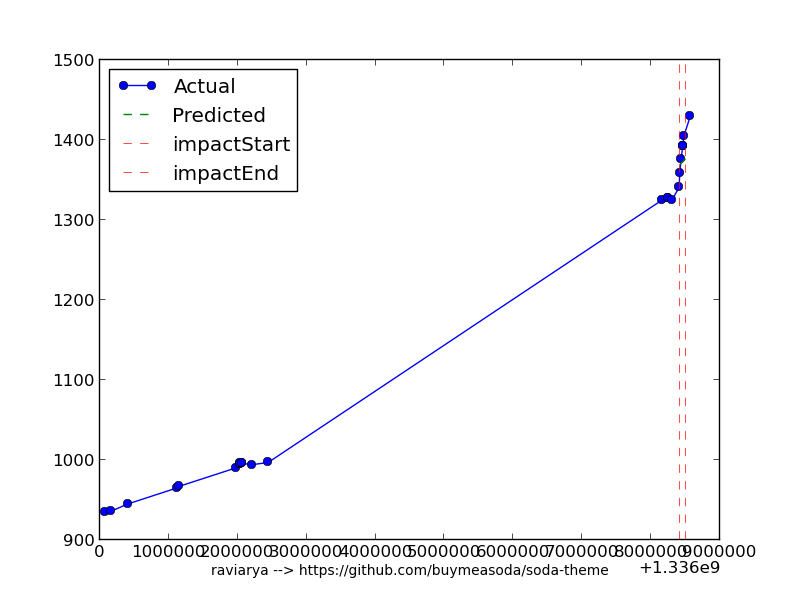 1500
1400
1300
1200
1100
1000
900
Actual
Predicted
impactStart
impactEnd
0 1000000 2000000 3000000 4000000 5000000 6000000 7000000 8000000 9000000
+1.336e9
raviarya --> https://github.com/buymeasoda/soda-theme